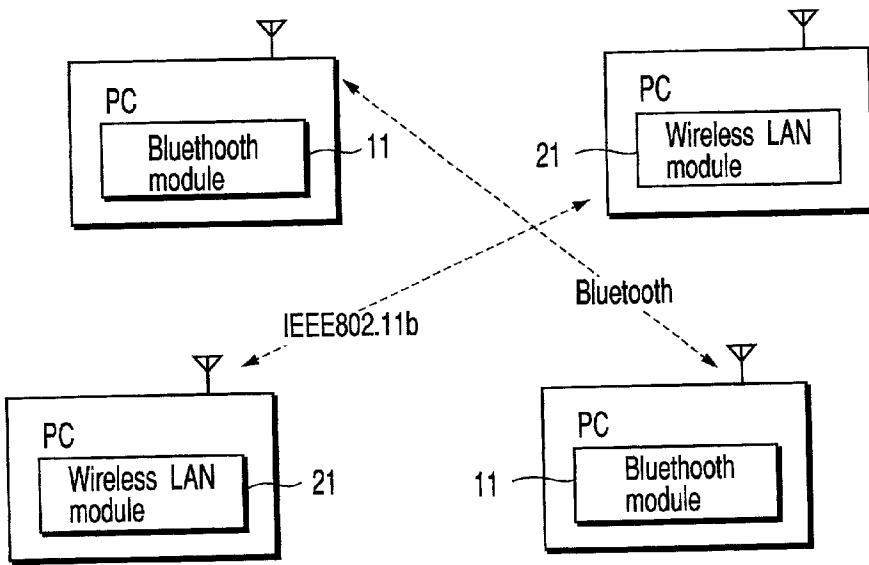 PC
Bluethooth
module
11
PC
Wireless LAN
module
21
Bluetooth
IEEE802.11b
PC
Wireless LAN
module
21
PC
Bluethooth
module
11